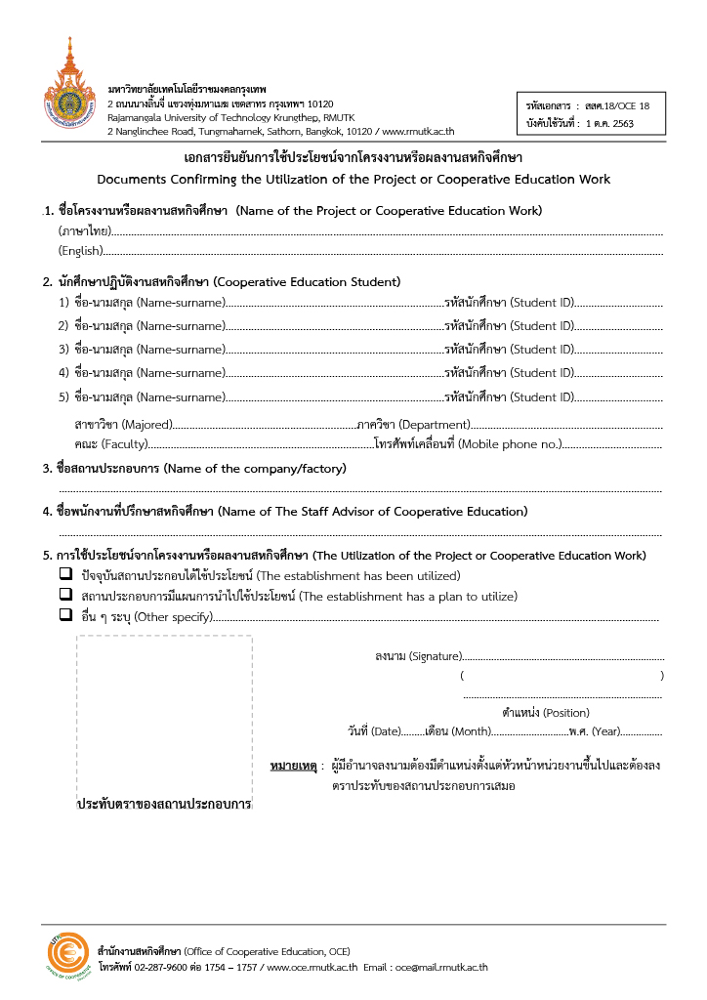 มหาวิทยาลัยเทคโนโลยีราชมงคลกรุงเทพ
2 ถนนนางลิ้นจี่ แขวงทุ่งมหาเมฆ เขตสาทร กรุงเทพฯ 10120
Rajamangala University of Technology Krungthep, RMUTK
2 Nanglinchee Road, Tungmahamek, Sathorn, Bangkok, 10120 / www.rmutk.ac.th
รหัสเอกสาร : สสศ.18/OCE 18
บังคับใช้วันที่ : 1 ต.ค. 2563
เอกสารยืนยันการใช้ประโยชน์จากโครงงานหรือผลงานสหกิจศึกษา
Documents Confirming the Utilization of the Project or Cooperative Education Work
1. ชื่อโครงงานหรือผลงานสหกิจศึกษา (Name of the Project or Cooperative Education Work)
(ภาษาไทย)....................
(English)....................
2. นักศึกษาปฏิบัติงานสหกิจศึกษา (Cooperative Education Student)
1) ชื่อ-นามสกุล (Name-surname)....................รหัสนักศึกษา (Student ID)....................
2) ชื่อ-นามสกุล (Name-surname)....................รหัสนักศึกษา (Student ID)....................
3) ชื่อ-นามสกุล (Name-surname)....................รหัสนักศึกษา (Student ID)....................
4) ชื่อ-นามสกุล (Name-surname)....................รหัสนักศึกษา (Student ID)....................
5) ชื่อ-นามสกุล (Name-surname)....................รหัสนักศึกษา (Student ID)....................
สาขาวิชา (Majored)....................ภาควิชา (Department)....................
คณะ (Faculty)....................โทรศัพท์เคลื่อนที่ (Mobile phone no.)....................
3. ชื่อสถานประกอบการ (Name of the company/factory)
....................
4. ชื่อพนักงานที่ปรึกษาสหกิจศึกษา (Name of The Staff Advisor of Cooperative Education)
....................
5. การใช้ประโยชน์จากโครงงานหรือผลงานสหกิจศึกษา (The Utilization of the Project or Cooperative Education Work)
❑ ปัจจุบันสถานประกอบได้ใช้ประโยชน์ (The establishment has been utilized)
❑ สถานประกอบการมีแผนการนำไปใช้ประโยชน์ (The establishment has a plan to utilize)
❑ อื่น ๆ ระบุ (Other specify)....................
ลงนาม (Signature)....................
( )
....................
ตำแหน่ง (Position)
วันที่ (Date).........เดือน (Month)....................พ.ศ. (Year)...............
หมายเหตุ : ผู้มีอำนาจลงนามต้องมีตำแหน่งตั้งแต่หัวหน้าหน่วยงานขึ้นไปและต้องลง
ตราประทับของสถานประกอบการเสมอ
ประทับตราของสถานประกอบการ
สำนักงานสหกิจศึกษา (Office of Cooperative Education, OCE)
โทรศัพท์ 02-287-9600 ต่อ 1754 – 1757 / www.oce.rmutk.ac.th Email : oce@mail.rmutk.ac.th